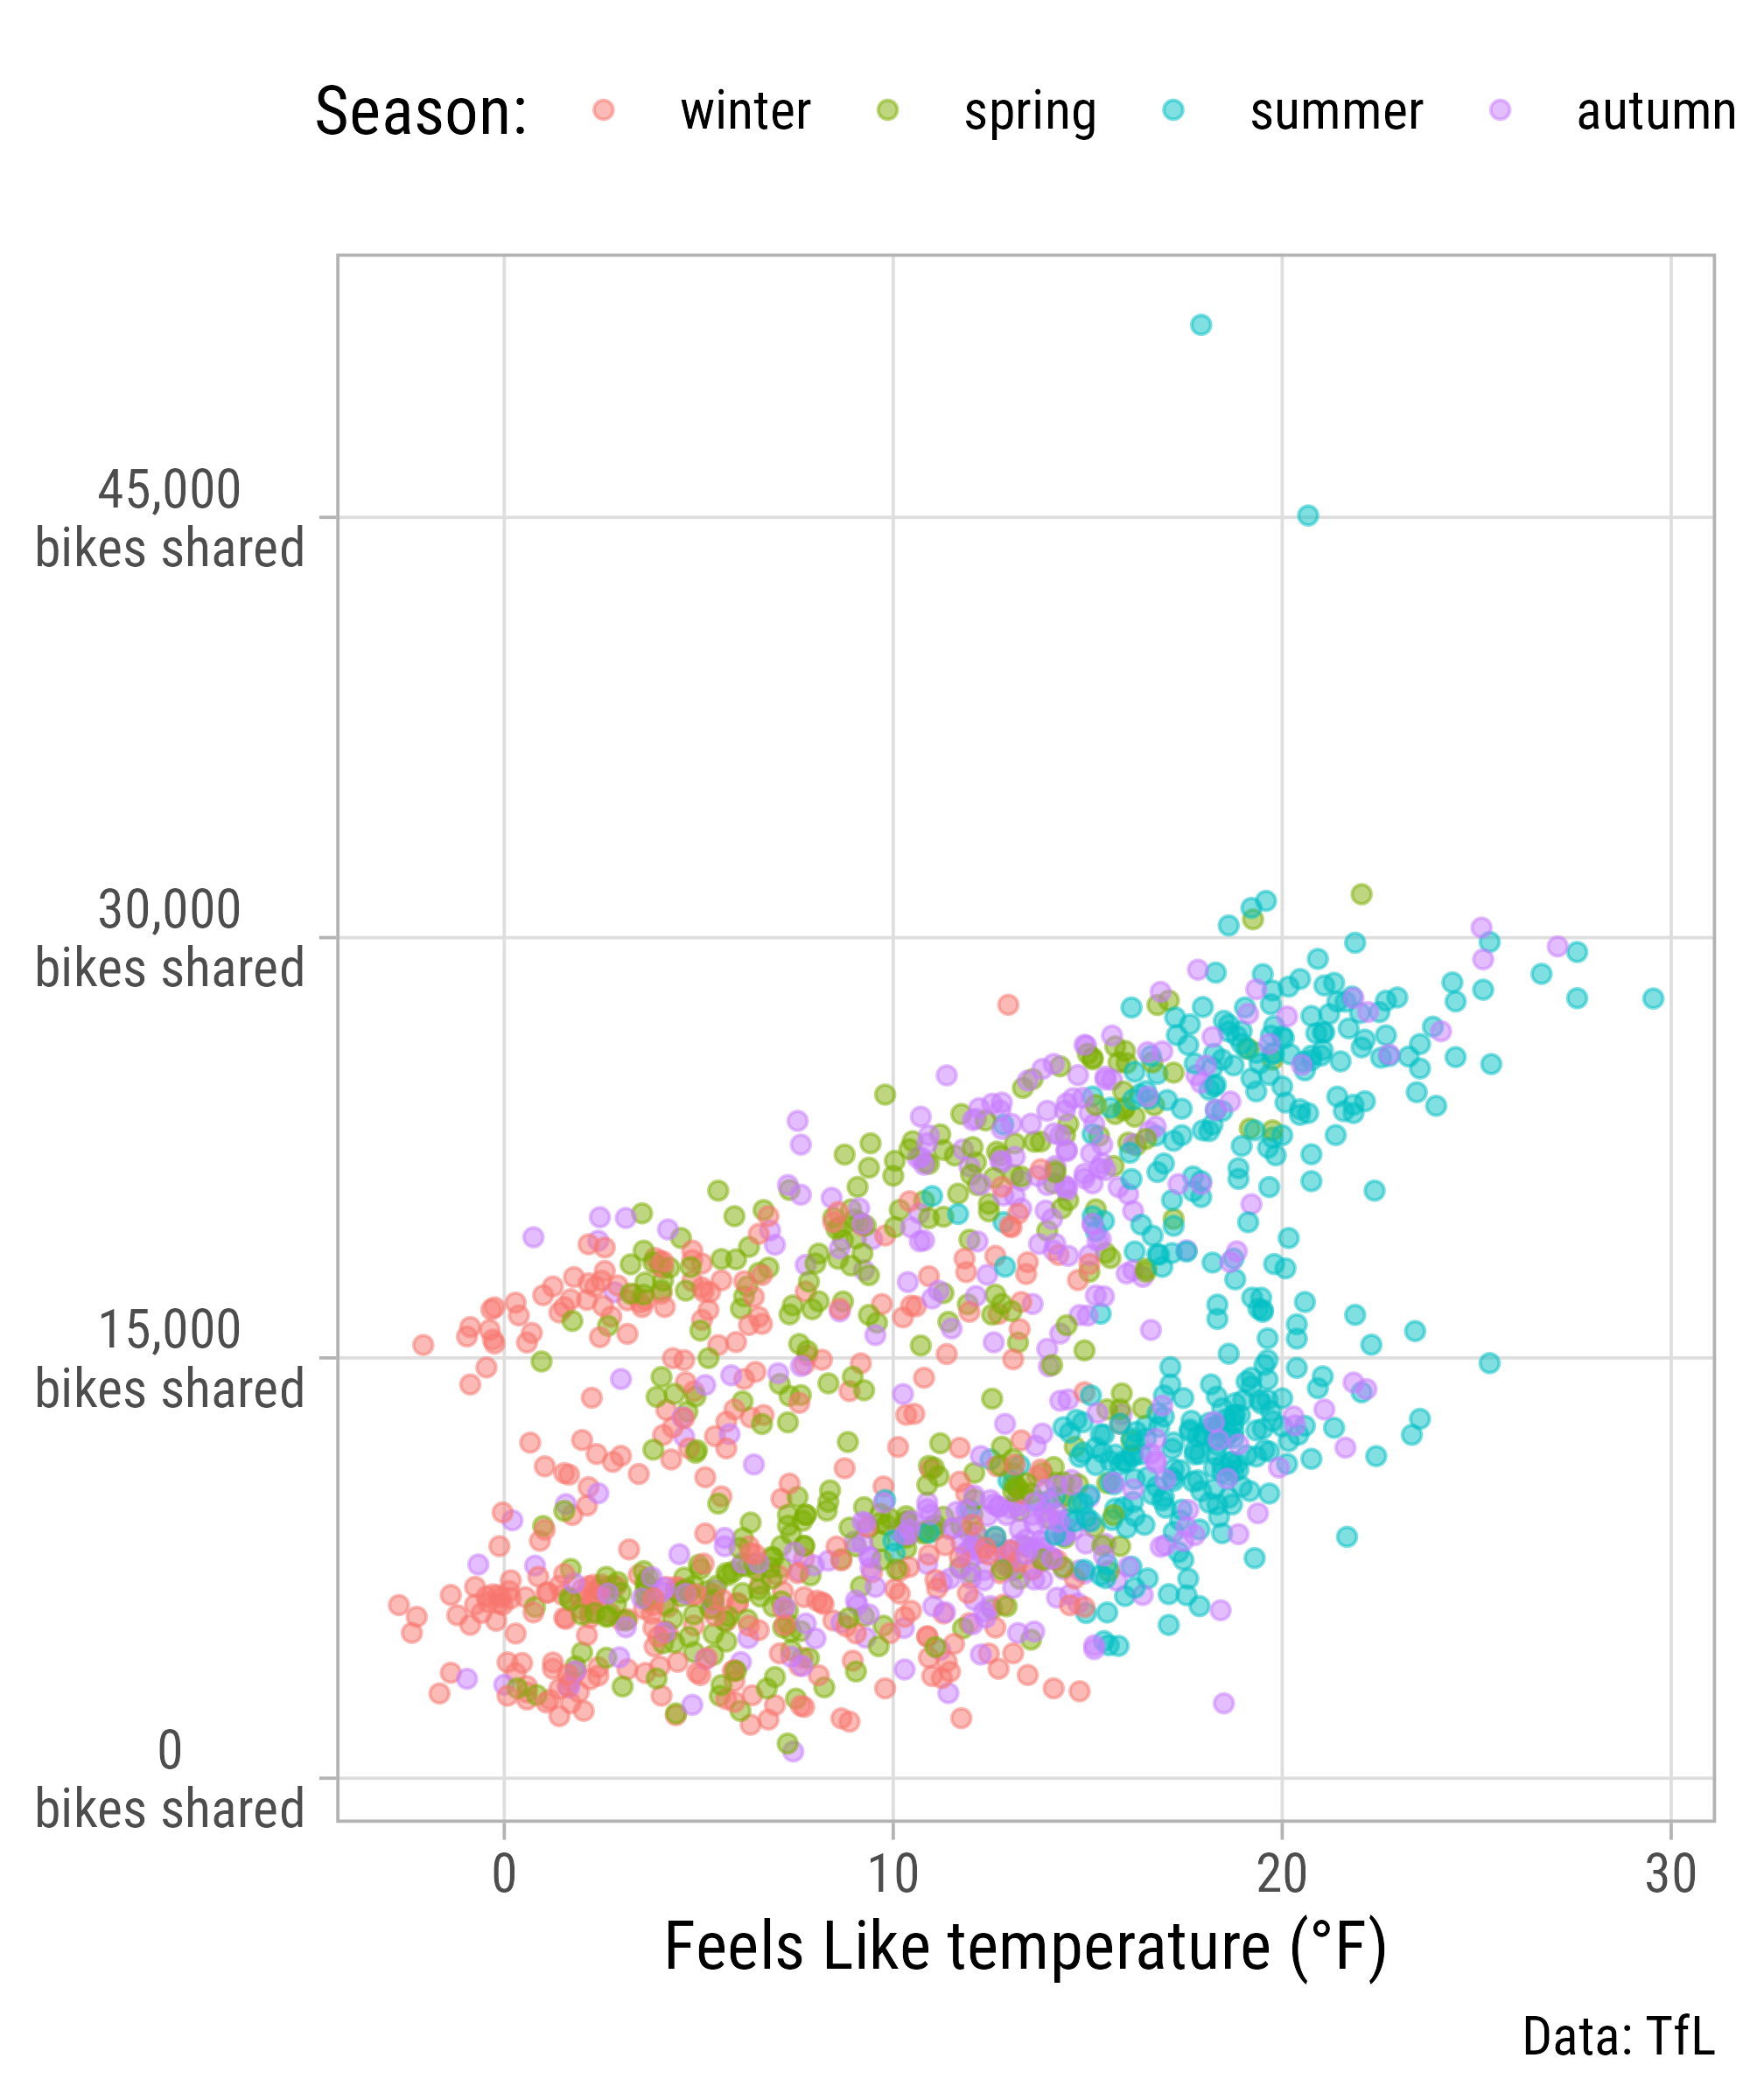 Season: winter spring summer autumn
45,000
bikes shared
30,000
bikes shared
15,000
bikes shared
0
bikes shared
0 10 20 30
Feels Like temperature (°F)
Data: TfL